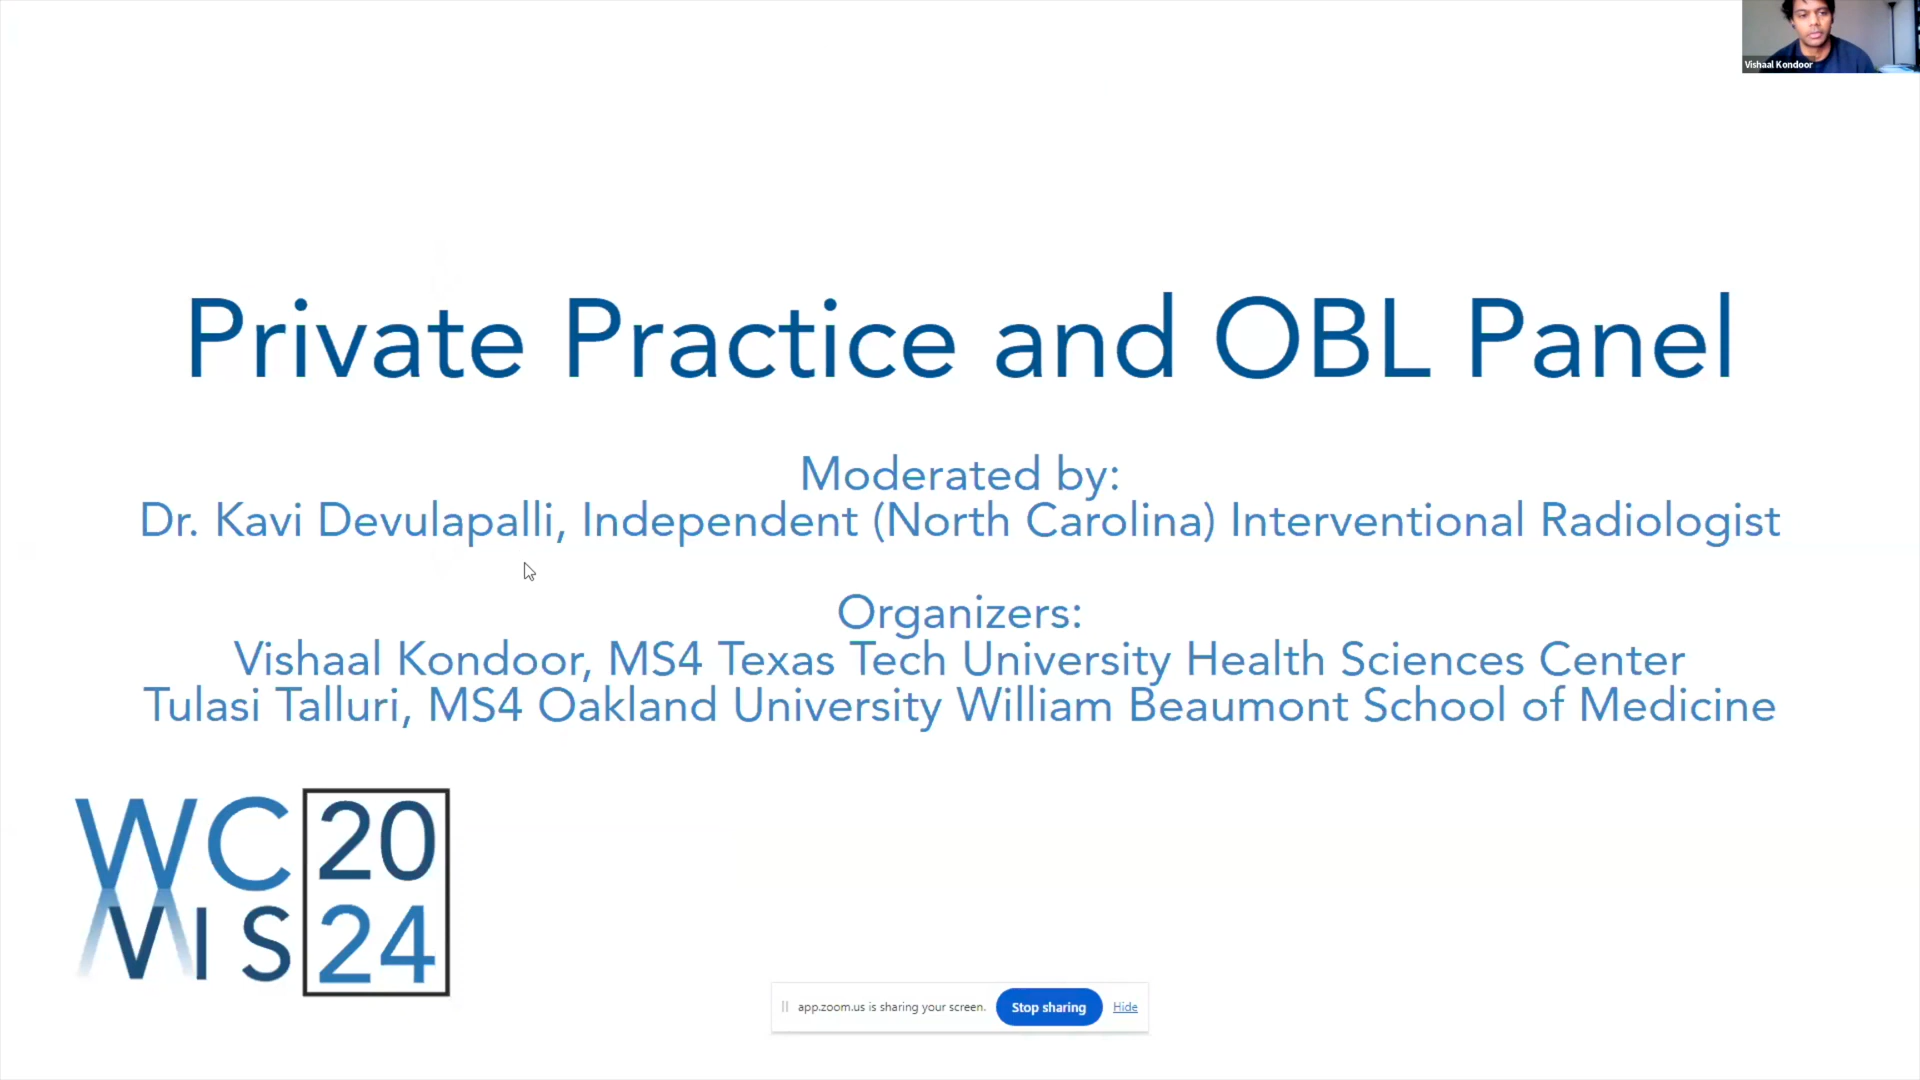 Vishaal Kondoor
Private Practice and OBL Panel
Moderated by:
Dr. Kavi Devulapalli, Independent (North Carolina) Interventional Radiologist
Organizers:
Vishaal Kondoor, MS4 Texas Tech University Health Sciences Center
Tulasi Talluri, MS4 Oakland University William Beaumont School of Medicine
WC 20
VIS 24
app.zoom.us is sharing your screen. Stop sharing Hide